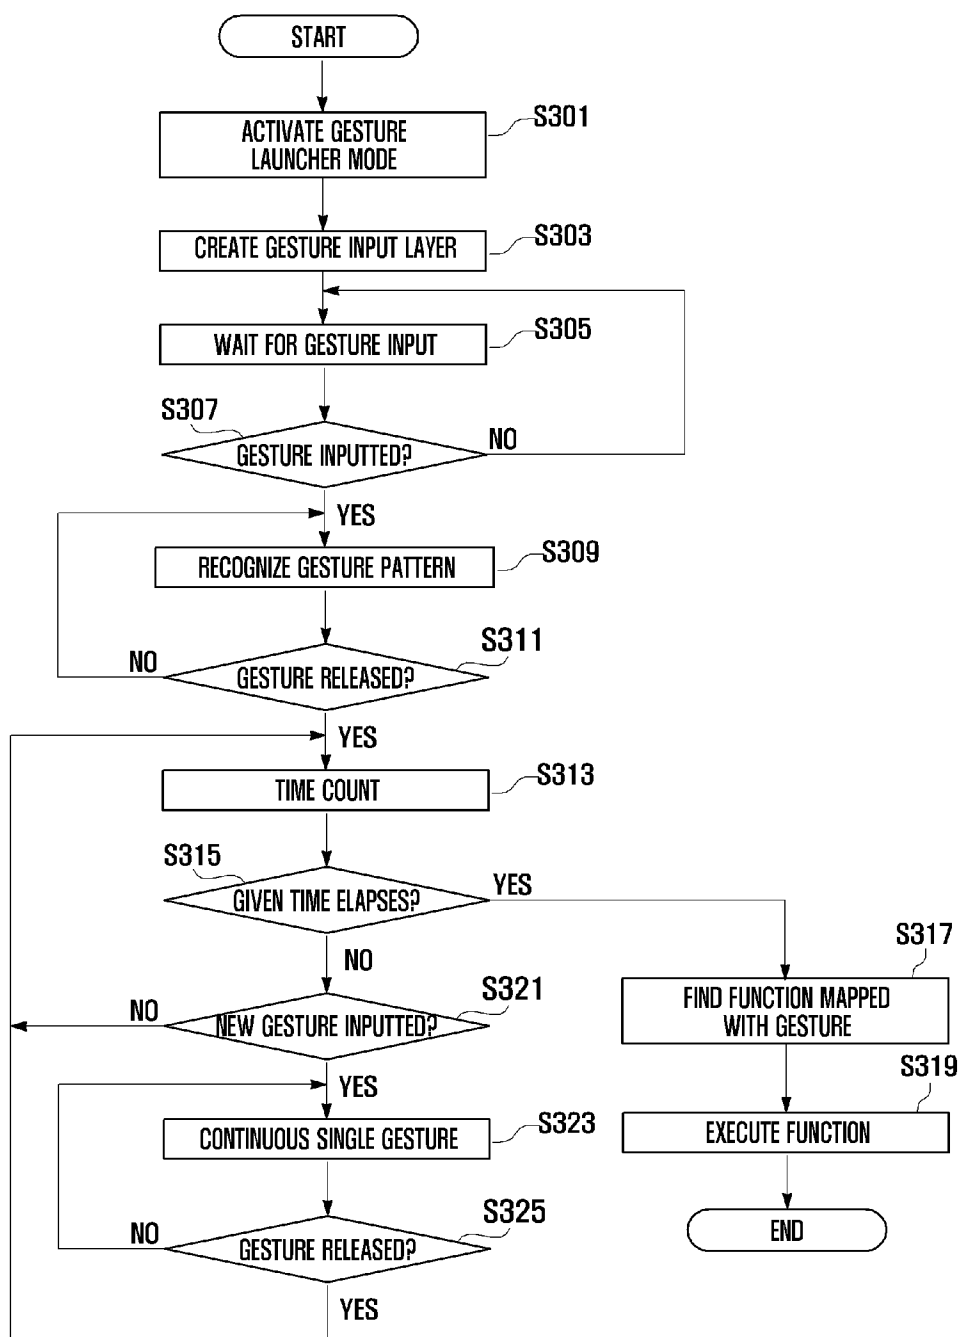 START
S301
ACTIVATE GESTURE
LAUNCHER MODE
S303
CREATE GESTURE INPUT LAYER
S305
WAIT FOR GESTURE INPUT
S307
GESTURE INPUTTED?
NO
YES
S309
RECOGNIZE GESTURE PATTERN
S311
NO
GESTURE RELEASED?
YES
S313
TIME COUNT
S315
GIVEN TIME ELAPSES?
YES
NO
S317
FIND FUNCTION MAPPED
WITH GESTURE
S321
NO
NEW GESTURE INPUTTED?
YES
S319
EXECUTE FUNCTION
S323
CONTINUOUS SINGLE GESTURE
S325
NO
GESTURE RELEASED?
YES
END